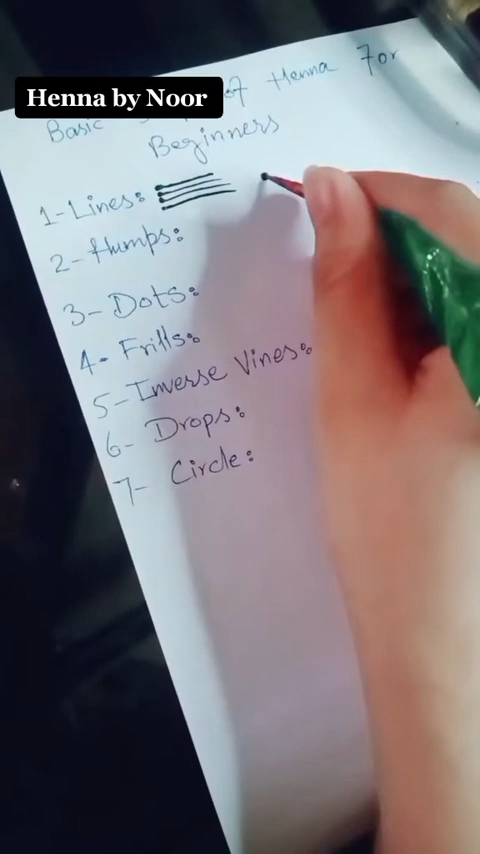 Henna by Noor
Basic of Henna For
Beginners
1-Lines:
2-Humps:
3-Dots:
4-Frills:
5-Inverse Vines:
6- Drops:
7- Circle: